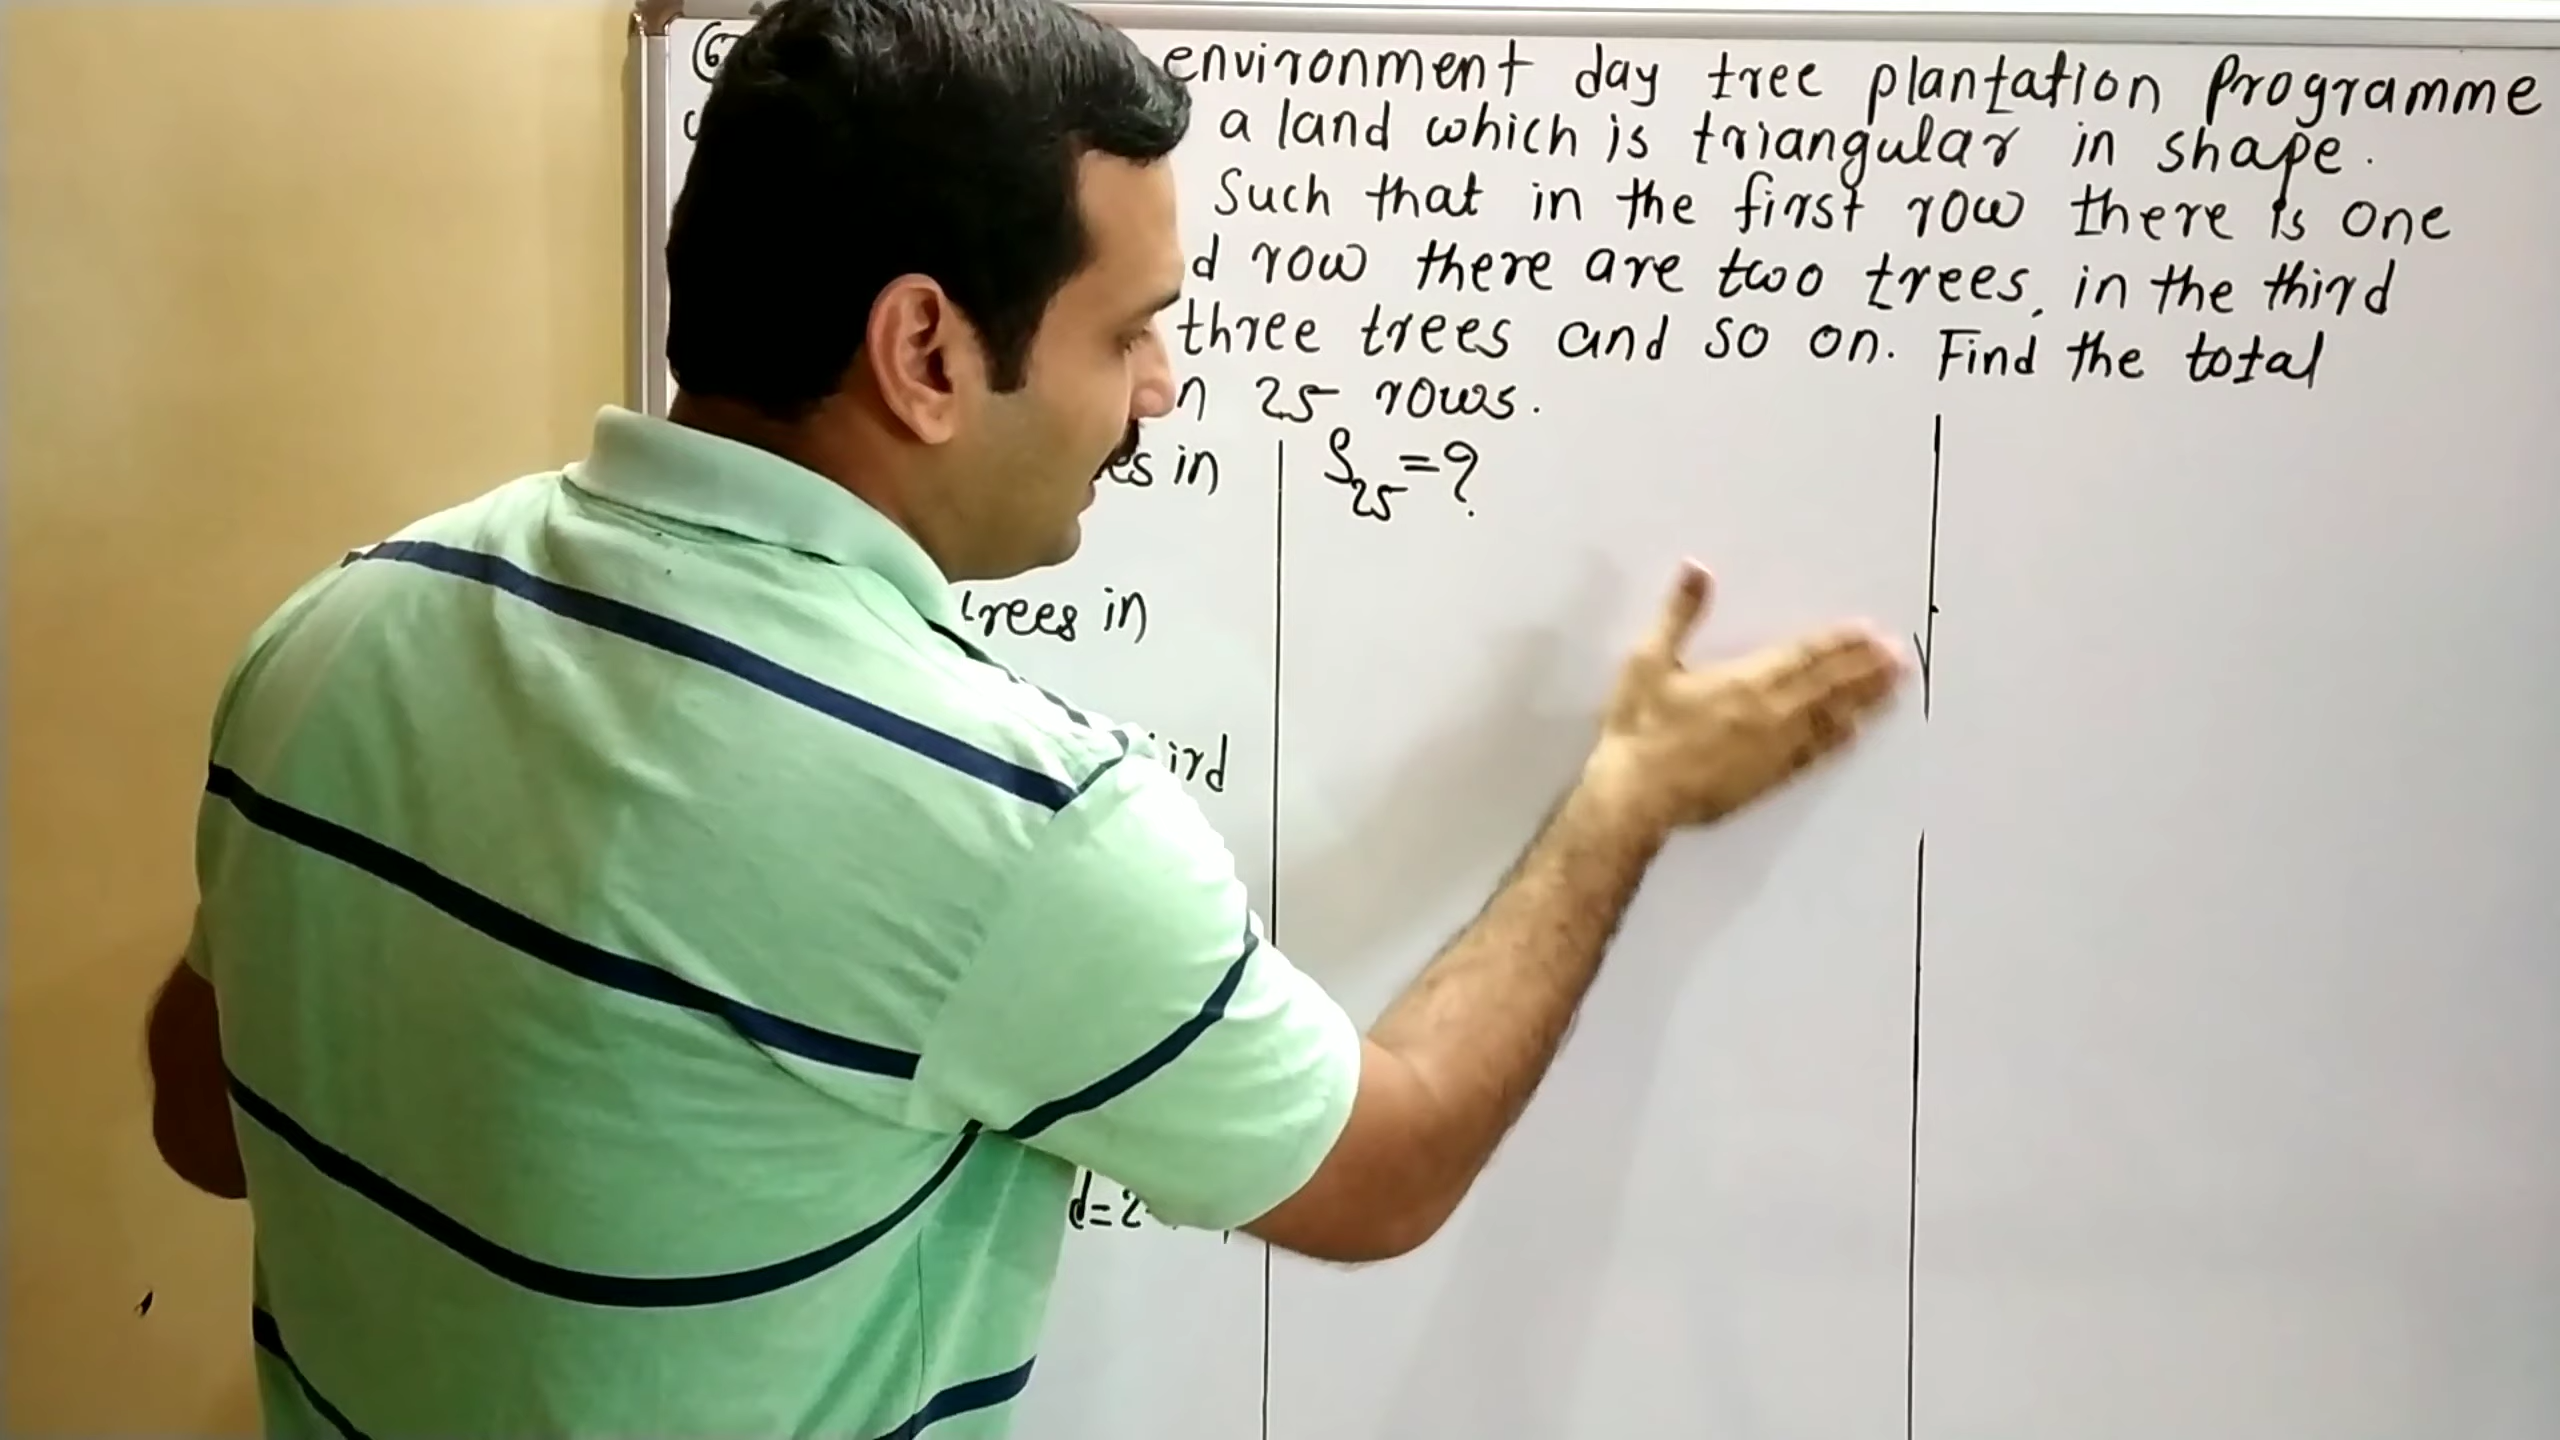 environment day tree plantation Programme
a land which is triangular in shape.
Such that in the first row there is one
d row there are two trees, in the third
three trees and so on. Find the total
n 25 rows.
es in
trees in
ird
d=2
S25=?